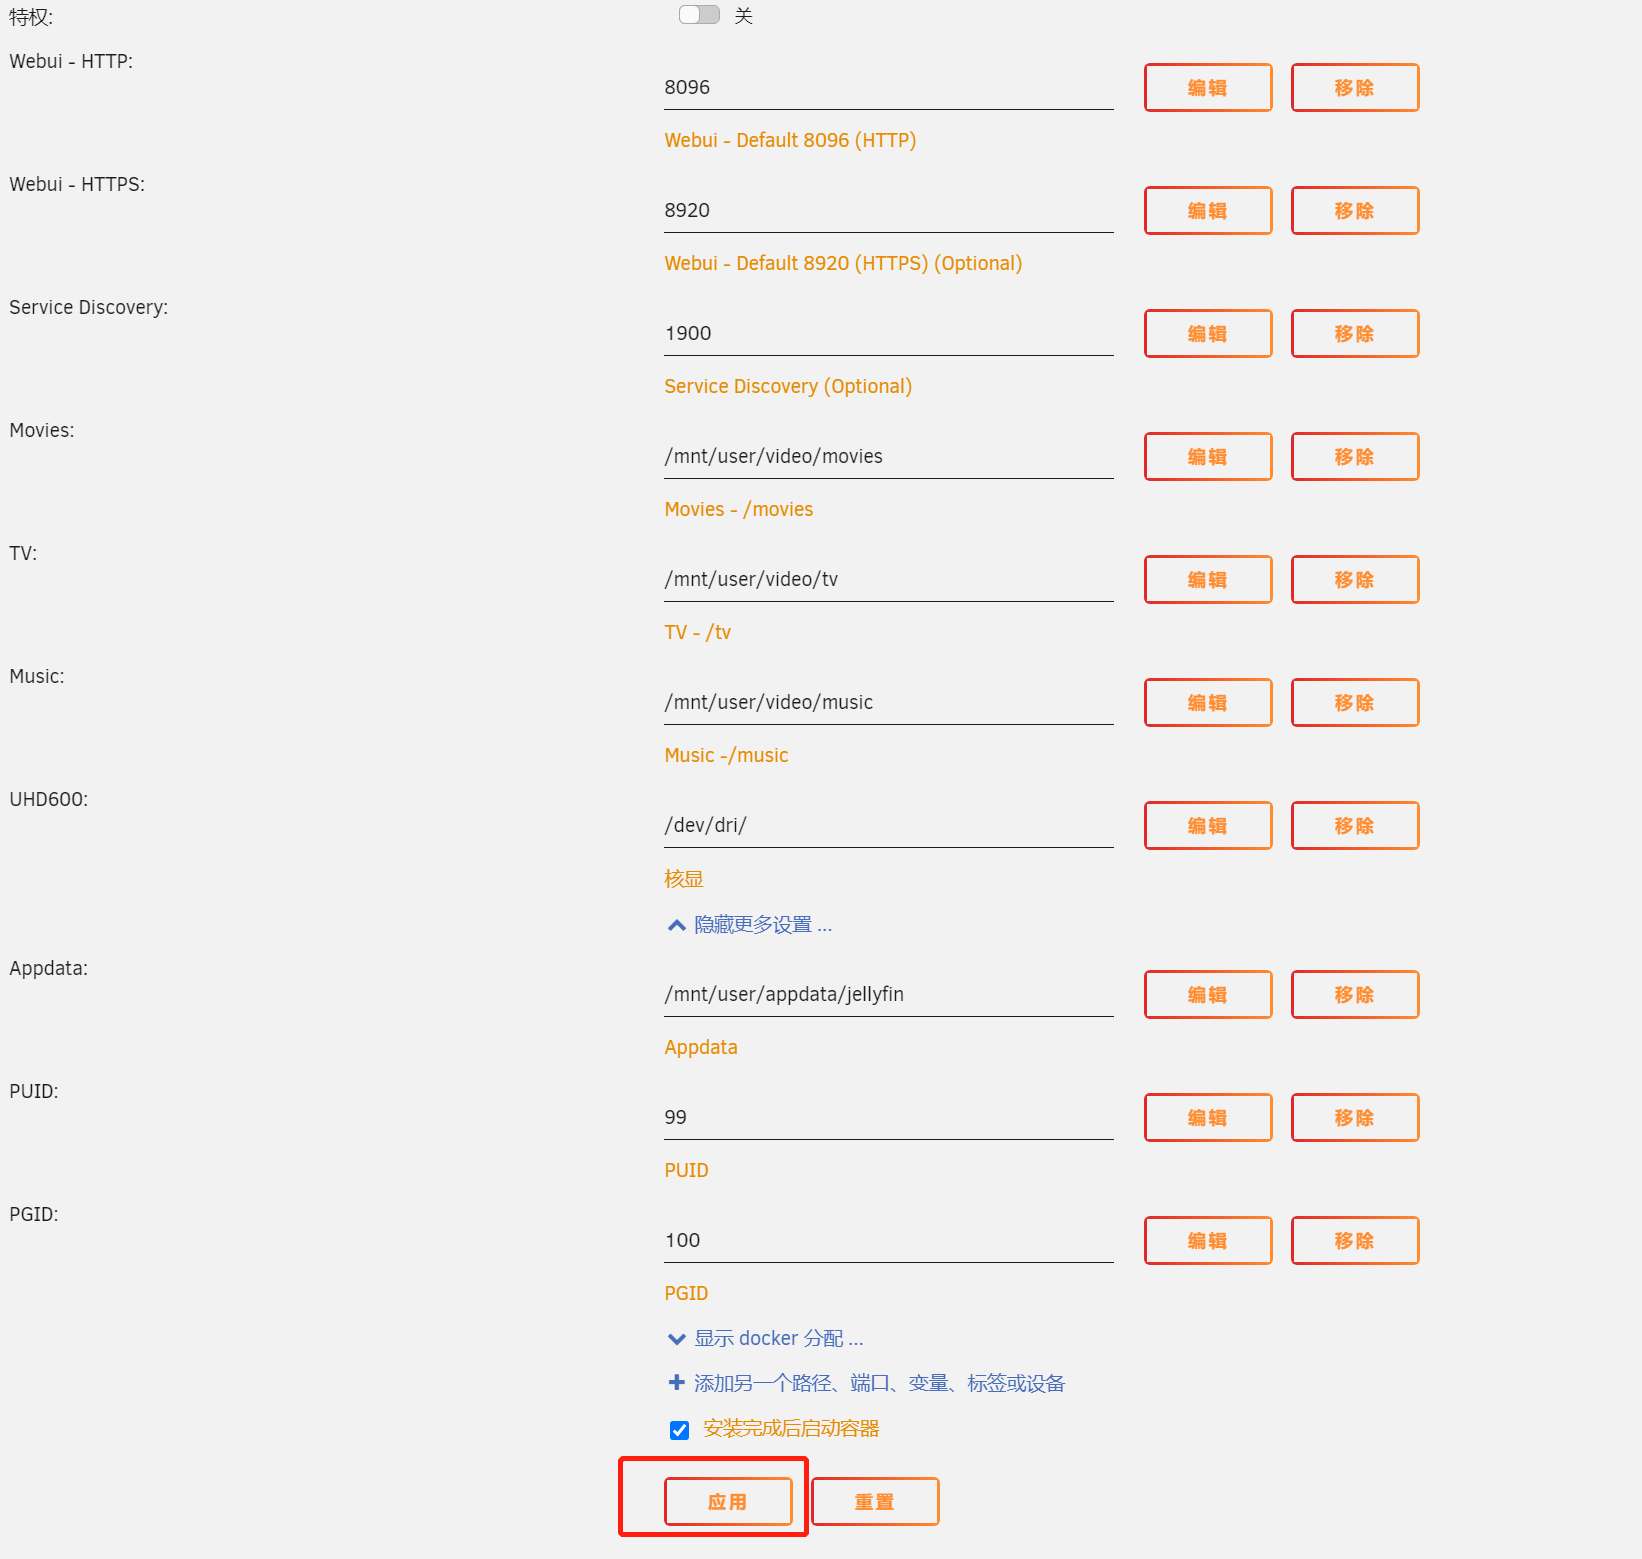 特权:
关
Webui - HTTP:
8096
编辑
移除
Webui - Default 8096 (HTTP)
Webui - HTTPS:
8920
编辑
移除
Webui - Default 8920 (HTTPS) (Optional)
Service Discovery:
1900
编辑
移除
Service Discovery (Optional)
Movies:
/mnt/user/video/movies
编辑
移除
Movies - /movies
TV:
/mnt/user/video/tv
编辑
移除
TV - /tv
Music:
/mnt/user/video/music
编辑
移除
Music -/music
UHD600:
/dev/dri/
编辑
移除
核显
隐藏更多设置 ...
Appdata:
/mnt/user/appdata/jellyfin
编辑
移除
Appdata
PUID:
99
编辑
移除
PUID
PGID:
100
编辑
移除
PGID
显示 docker 分配 ...
添加另一个路径、端口、变量、标签或设备
安装完成后启动容器
应用
重置